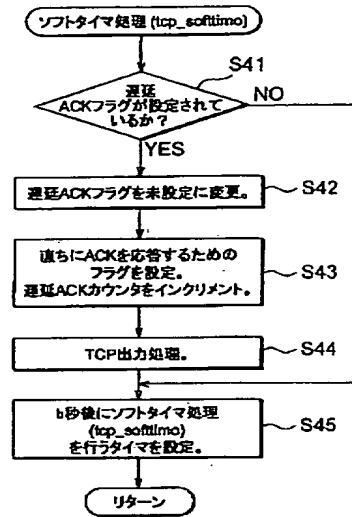 ソフトタイマ処理 (tcp_softtimo)
S41
遅延
ACKフラグが設定されて
いるか？
NO
YES
遅延ACKフラグを未設定に変更。
S42
直ちにACKを応答するための
フラグを設定。
遅延ACKカウンタをインクリメント。
S43
TCP出力処理。
S44
b秒後にソフトタイマ処理
(tcp_softtimo)
を行うタイマを設定。
S45
リターン